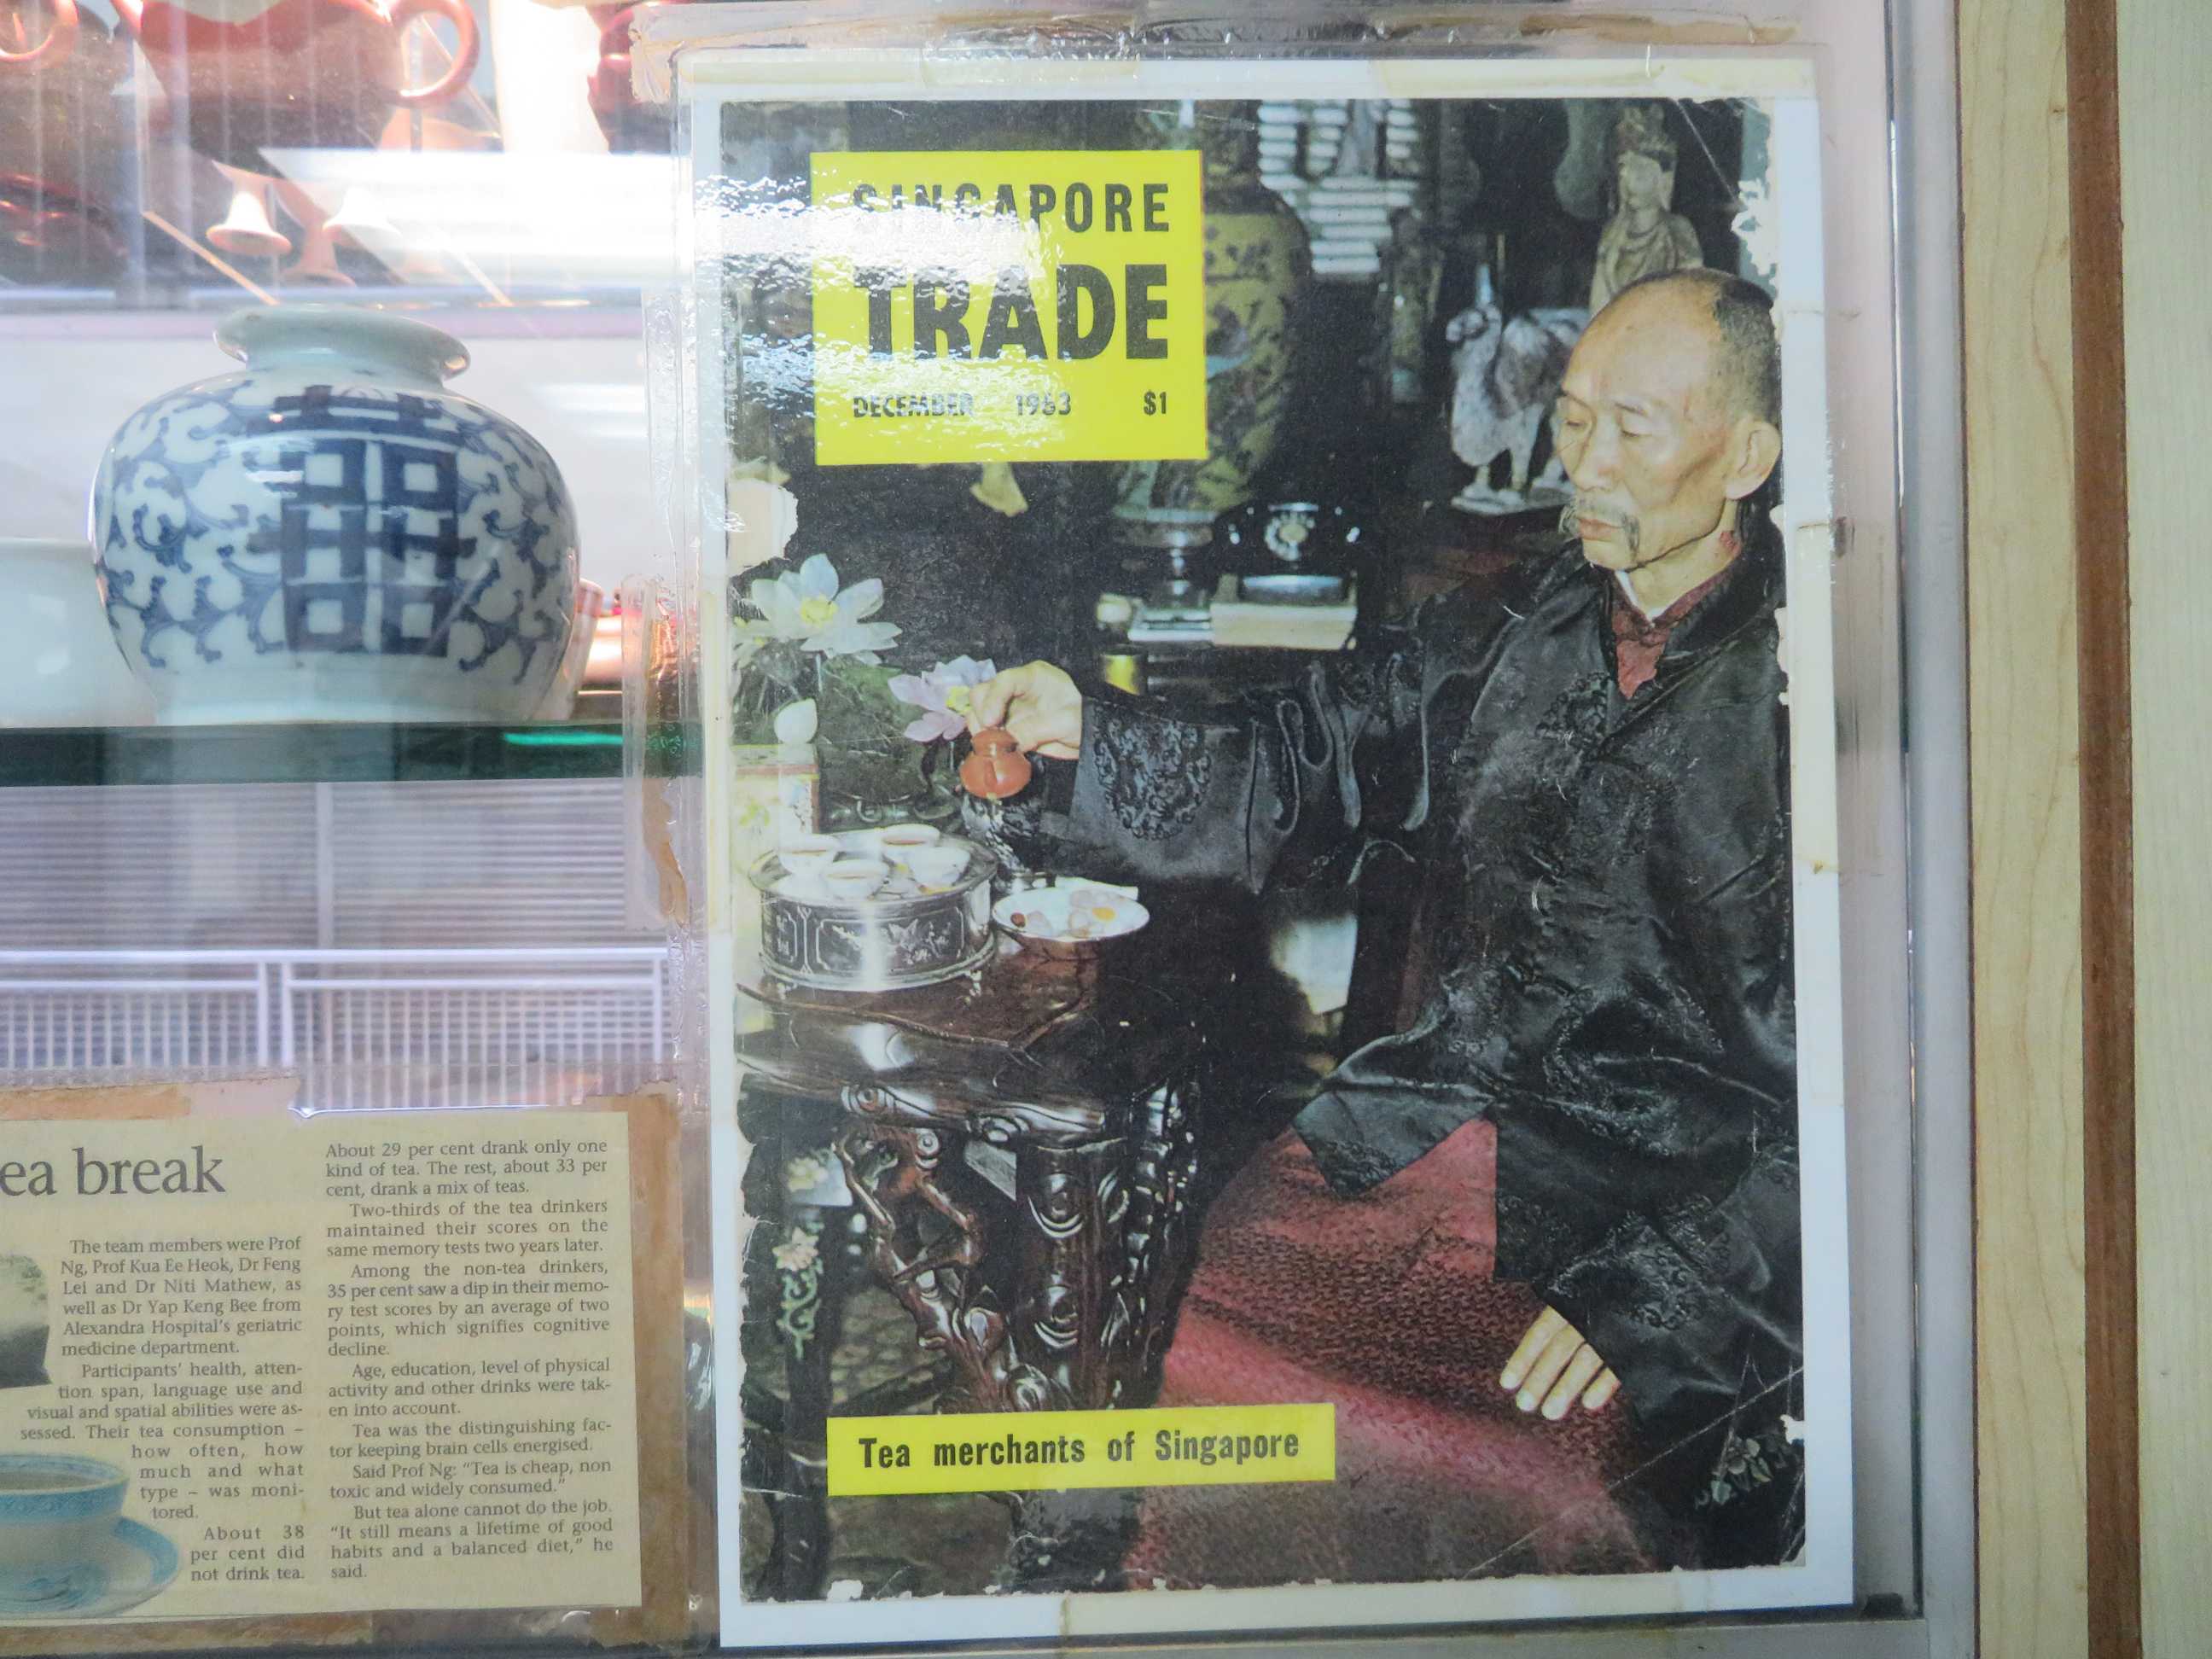 SINGAPORE
TRADE
DECEMBER 1963 $1
Tea merchants of Singapore
ea break
The team members were Prof
Ng, Prof Kua Ee Heok, Dr Feng
Lei and Dr Niti Mathew, as
well as Dr Yap Keng Bee from
Alexandra Hospital's geriatric
medicine department.
Participants' health, atten-
tion span, language use and
visual and spatial abilities were as-
sessed. Their tea consumption –
how often, how
much and what
type – was moni-
tored.
About 38
per cent did
not drink tea.
About 29 per cent drank only one
kind of tea. The rest, about 33 per
cent, drank a mix of teas.
Two-thirds of the tea drinkers
maintained their scores on the
same memory tests two years later.
Among the non-tea drinkers,
35 per cent saw a dip in their memo-
ry test scores by an average of two
points, which signifies cognitive
decline.
Age, education, level of physical
activity and other drinks were tak-
en into account.
Tea was the distinguishing fac-
tor keeping brain cells energised.
Said Prof Ng: "Tea is cheap, non
toxic and widely consumed."
But tea alone cannot do the job.
"It still means a lifetime of good
habits and a balanced diet," he
said.